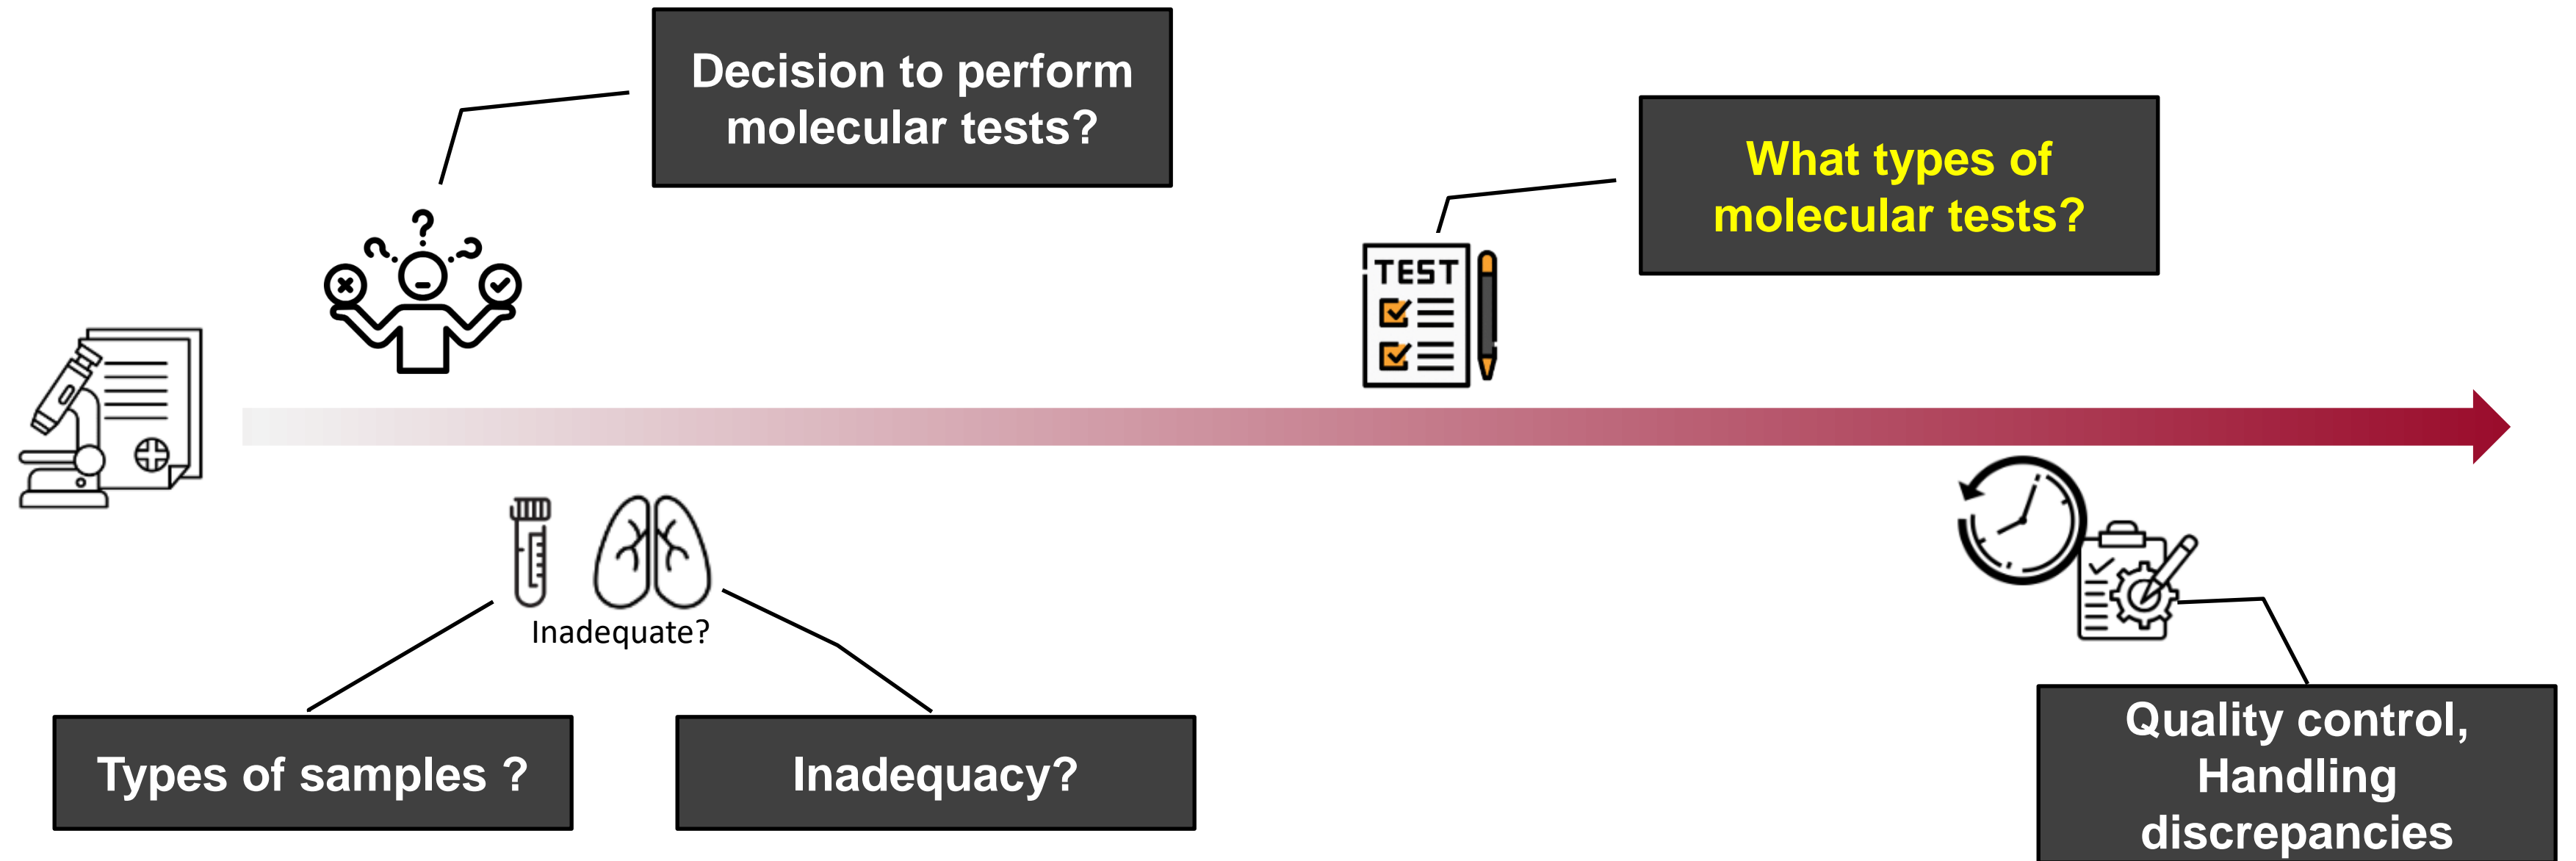 Decision to perform
molecular tests?
What types of
molecular tests?
TEST
Inadequate?
Types of samples ?
Inadequacy?
Quality control,
Handling
discrepancies